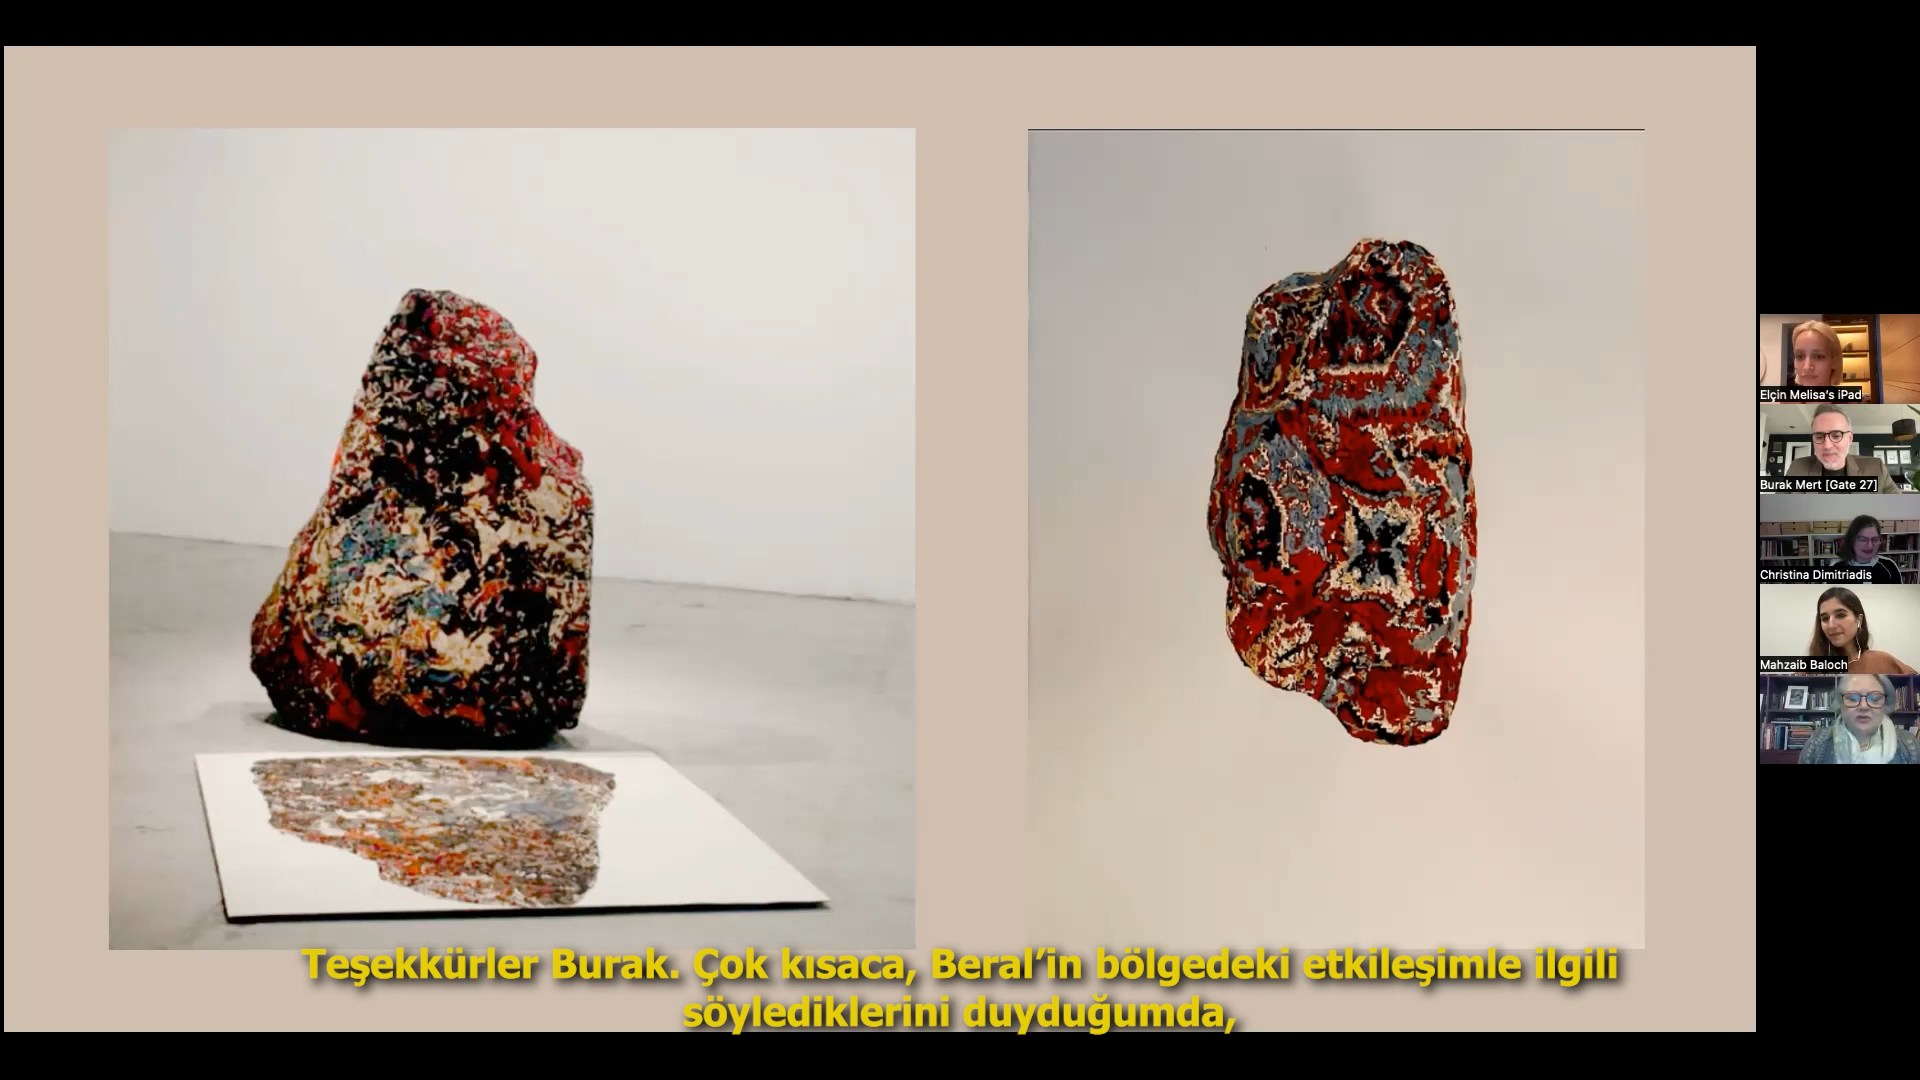 Elçin Melisa's iPad
Burak Mert [Gate 27]
Christina Dimitriadis
Mahzaib Baloch
Teşekkürler Burak. Çok kısaca, Beral’in bölgedeki etkileşimle ilgili
söylediklerini duyduğumda,